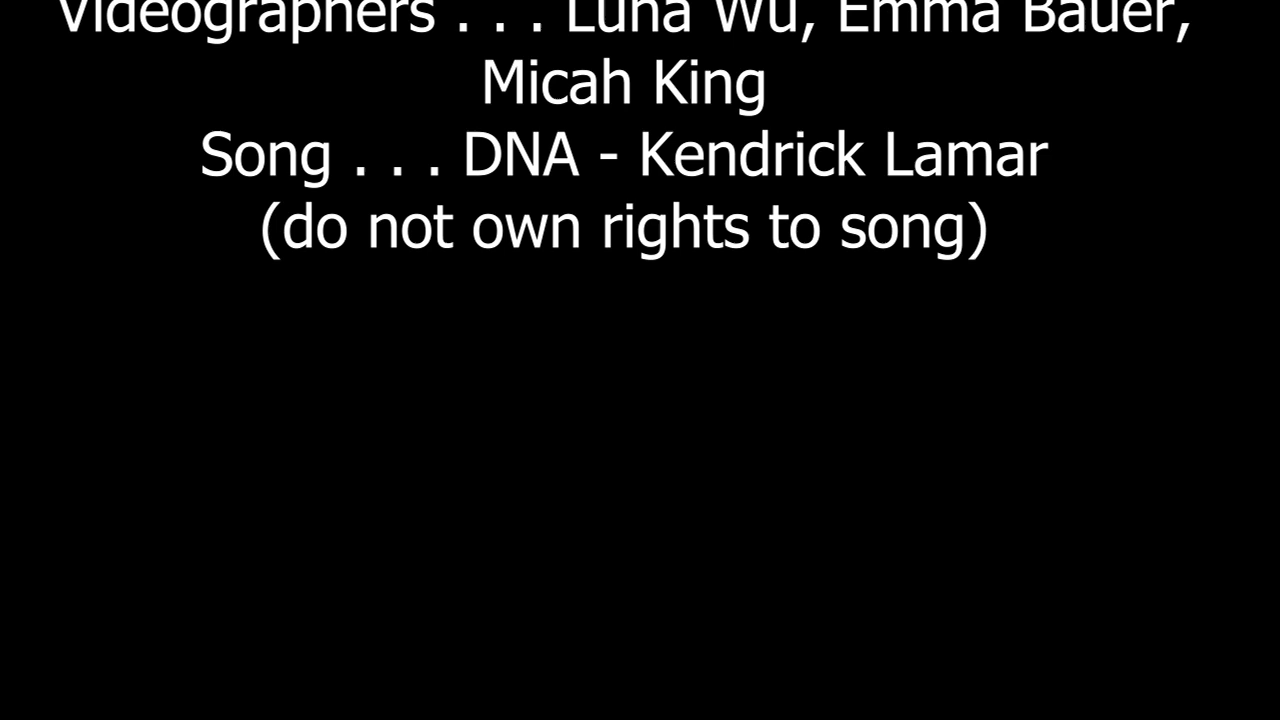 Videographers . . . Luna Wu, Emma Bauer,
Micah King
Song . . . DNA - Kendrick Lamar
(do not own rights to song)